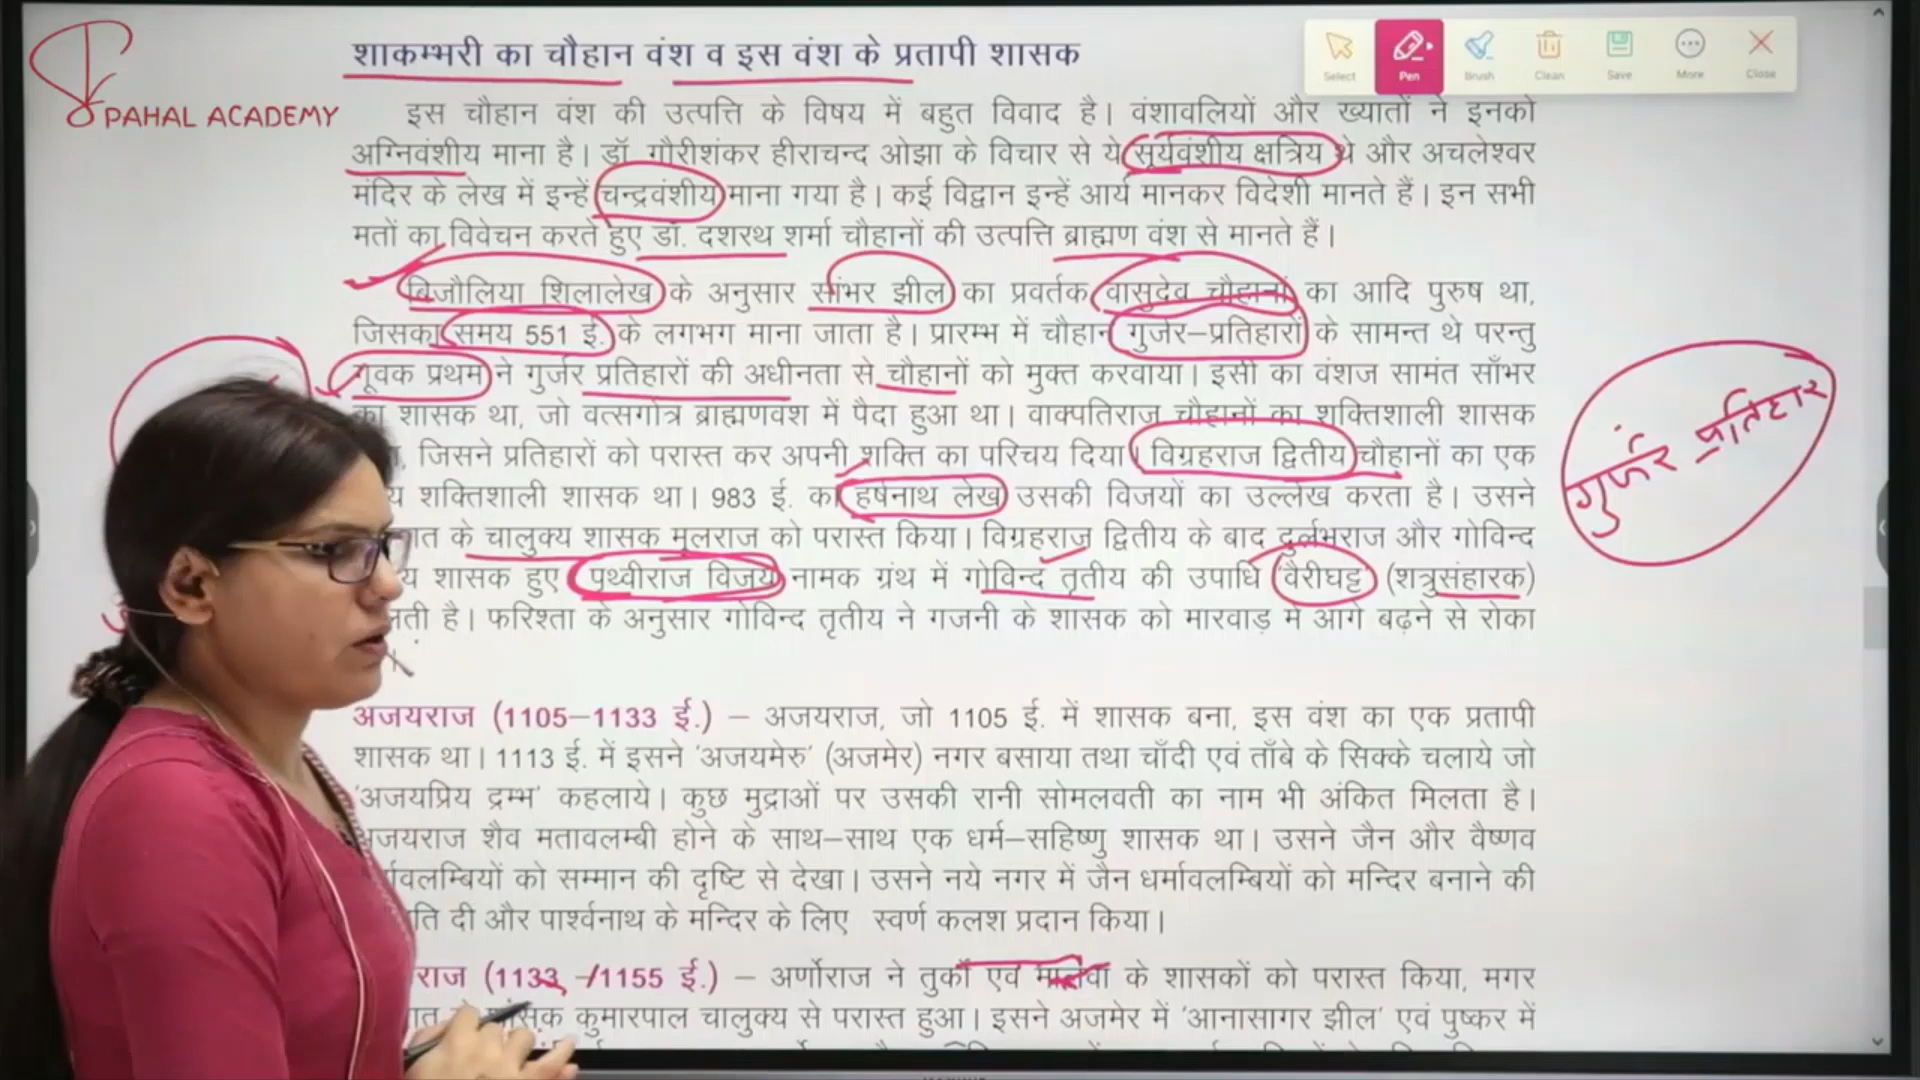 PAHAL ACADEMY
Select Pen Brush Clean Save More Close
शाकम्भरी का चौहान वंश व इस वंश के प्रतापी शासक
इस चौहान वंश की उत्पत्ति के विषय में बहुत विवाद है। वंशावलियों और ख्यातों ने इनको
अग्निवंशीय माना है। डॉ. गौरीशंकर हीराचन्द ओझा के विचार से ये सूर्यवंशीय क्षत्रिय थे और अचलेश्वर
मंदिर के लेख में इन्हें चन्द्रवंशीय माना गया है। कई विद्वान इन्हें आर्य मानकर विदेशी मानते हैं। इन सभी
मतों का विवेचन करते हुए डॉ. दशरथ शर्मा चौहानों की उत्पत्ति ब्राह्मण वंश से मानते हैं।
बिजौलिया शिलालेख के अनुसार सांभर झील का प्रवर्तक वासुदेव चौहानों का आदि पुरुष था,
जिसका समय 551 ई. के लगभग माना जाता है। प्रारम्भ में चौहान गुर्जर–प्रतिहारों के सामन्त थे परन्तु
गूवक प्रथम ने गुर्जर प्रतिहारों की अधीनता से चौहानों को मुक्त करवाया। इसी का वंशज सामंत साँभर
का शासक था, जो वत्सगोत्र ब्राह्मणवंश में पैदा हुआ था। वाक्पतिराज चौहानों का शक्तिशाली शासक
, जिसने प्रतिहारों को परास्त कर अपनी शक्ति का परिचय दिया। विग्रहराज द्वितीय चौहानों का एक
शक्तिशाली शासक था। 983 ई. का हर्षनाथ लेख उसकी विजयों का उल्लेख करता है। उसने
के चालुक्य शासक मूलराज को परास्त किया। विग्रहराज द्वितीय के बाद दुर्लभराज और गोविन्द
शासक हुए पृथ्वीराज विजय नामक ग्रंथ में गोविन्द तृतीय की उपाधि 'वैरीघट्ट' (शत्रुसंहारक)
है। फरिश्ता के अनुसार गोविन्द तृतीय ने गजनी के शासक को मारवाड़ में आगे बढ़ने से रोका
गुर्जर प्रतिहार
अजयराज (1105–1133 ई.) – अजयराज, जो 1105 ई. में शासक बना, इस वंश का एक प्रतापी
शासक था। 1113 ई. में इसने 'अजयमेरु' (अजमेर) नगर बसाया तथा चाँदी एवं ताँबे के सिक्के चलाये जो
'अजयप्रिय द्रम्भ' कहलाये। कुछ मुद्राओं पर उसकी रानी सोमलवती का नाम भी अंकित मिलता है।
अजयराज शैव मतावलम्बी होने के साथ–साथ एक धर्म–सहिष्णु शासक था। उसने जैन और वैष्णव
को सम्मान की दृष्टि से देखा। उसने नये नगर में जैन धर्मावलम्बियों को मन्दिर बनाने की
दी और पार्श्वनाथ के मन्दिर के लिए स्वर्ण कलश प्रदान किया।
राज (1133 –1155 ई.) – अर्णोराज ने तुर्कों एवं मालवा के शासकों को परास्त किया, मगर
कुमारपाल चालुक्य से परास्त हुआ। इसने अजमेर में 'आनासागर झील' एवं पुष्कर में